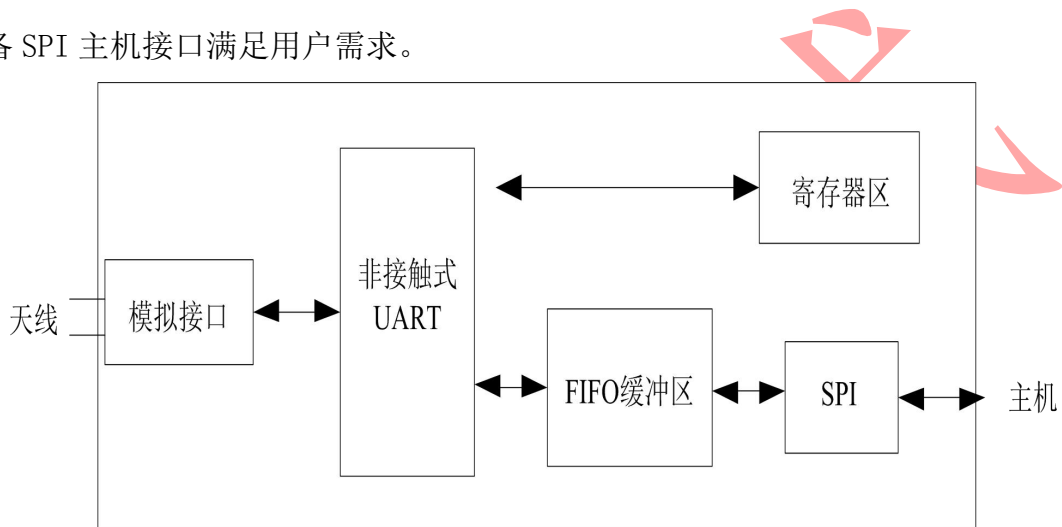 SPI 主机接口满足用户需求。
寄存器区
非接触式
UART
天线
模拟接口
FIFO缓冲区
SPI
主机